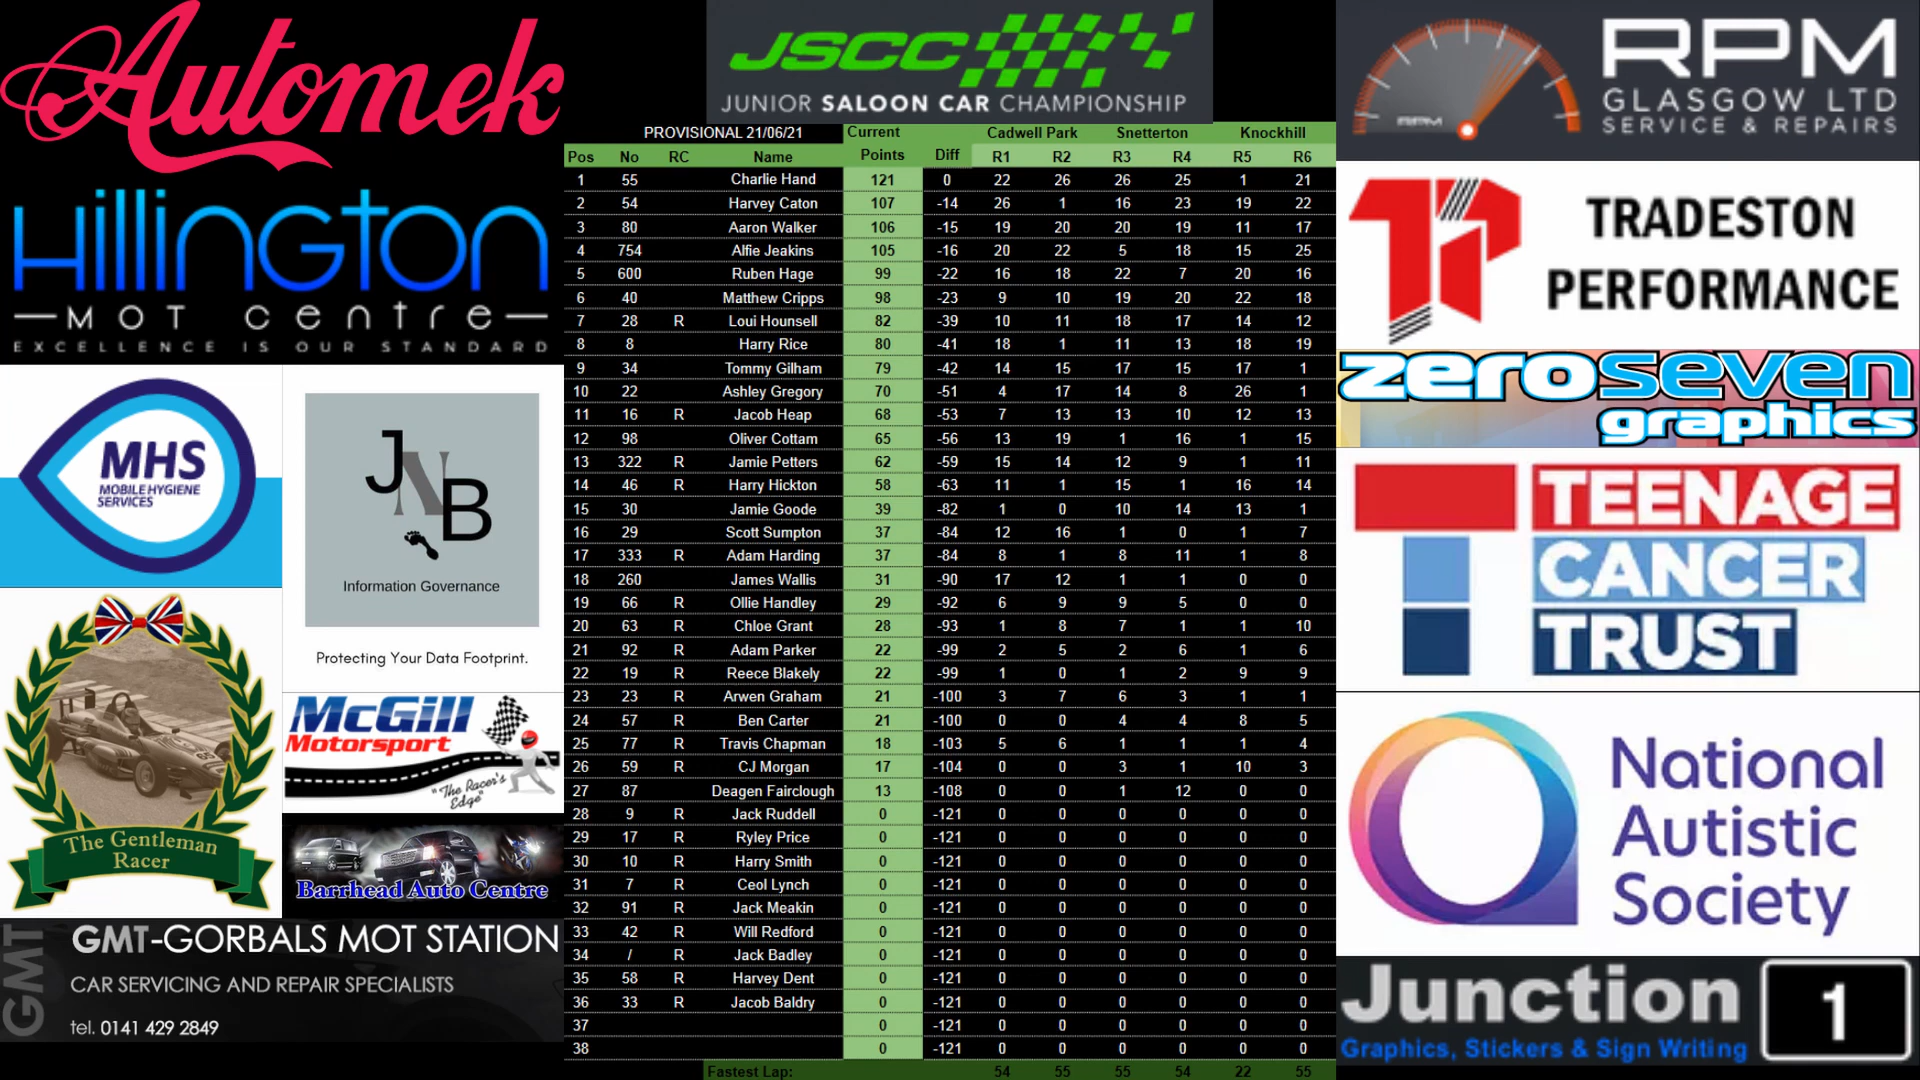 Automek
Hillington
MOT centre
EXCELLENCE IS OUR STANDARD
MHS
MOBILE HYGIENE
SERVICES
JNB
Information Governance
Protecting Your Data Footprint.
The Gentleman
Racer
McGill
Motorsport
"The Racer's
Edge"
Barrhead Auto Centre
GMT
GMT-GORBALS MOT STATION
CAR SERVICING AND REPAIR SPECIALISTS
tel. 0141 429 2849
JSCC
JUNIOR SALOON CAR CHAMPIONSHIP
PROVISIONAL 21/06/21 Current Cadwell Park Snetterton Knockhill
Pos No RC Name Points Diff R1 R2 R3 R4 R5 R6
1 55 Charlie Hand 121 0 22 26 26 25 1 21
2 54 Harvey Caton 107 -14 26 1 16 23 19 22
3 80 Aaron Walker 106 -15 19 20 20 19 11 17
4 754 Alfie Jeakins 105 -16 20 22 5 18 15 25
5 600 Ruben Hage 99 -22 16 18 22 7 20 16
6 40 Matthew Cripps 98 -23 9 10 19 20 22 18
7 28 R Loui Hounsell 82 -39 10 11 18 17 14 12
8 8 Harry Rice 80 -41 18 1 11 13 18 19
9 34 Tommy Gilham 79 -42 14 15 17 15 17 1
10 22 Ashley Gregory 70 -51 4 17 14 8 26 1
11 16 R Jacob Heap 68 -53 7 13 13 10 12 13
12 98 Oliver Cottam 65 -56 13 19 1 16 1 15
13 322 R Jamie Petters 62 -59 15 14 12 9 1 11
14 46 R Harry Hickton 58 -63 11 1 15 1 16 14
15 30 Jamie Goode 39 -82 1 0 10 14 13 1
16 29 Scott Sumpton 37 -84 12 16 1 0 1 7
17 333 R Adam Harding 37 -84 8 1 8 11 1 8
18 260 James Wallis 31 -90 17 12 1 1 0 0
19 66 R Ollie Handley 29 -92 6 9 9 5 0 0
20 63 R Chloe Grant 28 -93 1 8 7 1 1 10
21 92 R Adam Parker 22 -99 2 5 2 6 1 6
22 19 R Reece Blakely 22 -99 1 0 1 2 9 9
23 23 R Arwen Graham 21 -100 3 7 6 3 1 1
24 57 R Ben Carter 21 -100 0 0 4 4 8 5
25 77 R Travis Chapman 18 -103 5 6 1 1 1 4
26 59 R CJ Morgan 17 -104 0 0 3 1 10 3
27 87 Deagen Fairclough 13 -108 0 0 1 12 0 0
28 9 R Jack Ruddell 0 -121 0 0 0 0 0 0
29 17 R Ryley Price 0 -121 0 0 0 0 0 0
30 10 R Harry Smith 0 -121 0 0 0 0 0 0
31 7 R Ceol Lynch 0 -121 0 0 0 0 0 0
32 91 R Jack Meakin 0 -121 0 0 0 0 0 0
33 42 R Will Redford 0 -121 0 0 0 0 0 0
34 / R Jack Badley 0 -121 0 0 0 0 0 0
35 58 R Harvey Dent 0 -121 0 0 0 0 0 0
36 33 R Jacob Baldry 0 -121 0 0 0 0 0 0
37 0 -121 0 0 0 0 0 0
38 0 -121 0 0 0 0 0 0
Fastest Lap: 54 55 55 54 22 55
RPM
GLASGOW LTD
SERVICE & REPAIRS
RPM
TRADESTON
PERFORMANCE
zeroseven
graphics
TEENAGE
CANCER
TRUST
National
Autistic
Society
Junction 1
Graphics, Stickers & Sign Writing